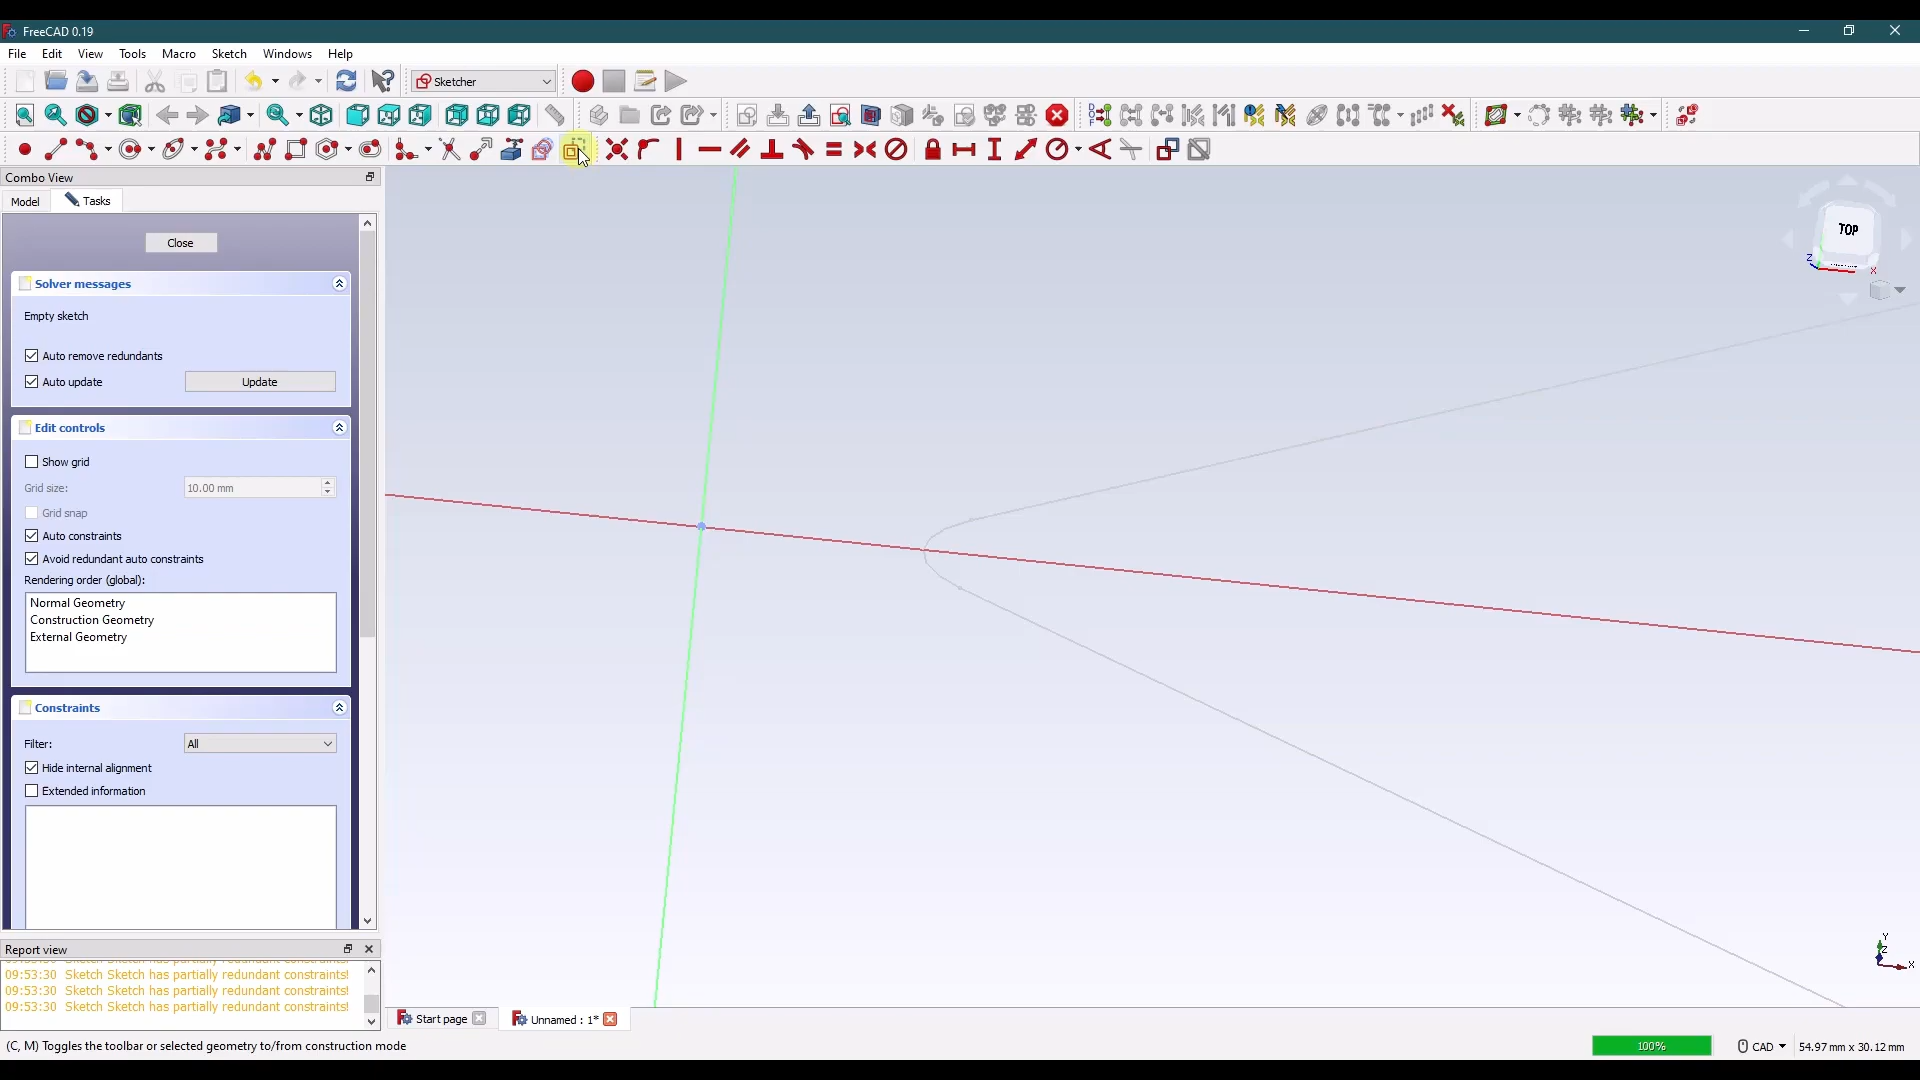 FreeCAD 0.19
File Edit View Tools Macro Sketch Windows Help
Sketcher
Combo View
Model Tasks
Close
Solver messages
Empty sketch
Auto remove redundants
Auto update Update
Edit controls
Show grid
Grid size: 10.00 mm
Grid snap
Auto constraints
Avoid redundant auto constraints
Rendering order (global):
Normal Geometry
Construction Geometry
External Geometry
Constraints
Filter: All
Hide internal alignment
Extended information
Report view
09:53:30 Sketch Sketch has partially redundant constraints!
09:53:30 Sketch Sketch has partially redundant constraints!
09:53:30 Sketch Sketch has partially redundant constraints!
TOP
Z
X
Y
Z
X
Start page Unnamed : 1*
(C, M) Toggles the toolbar or selected geometry to/from construction mode
100% CAD 54.97 mm x 30.12 mm